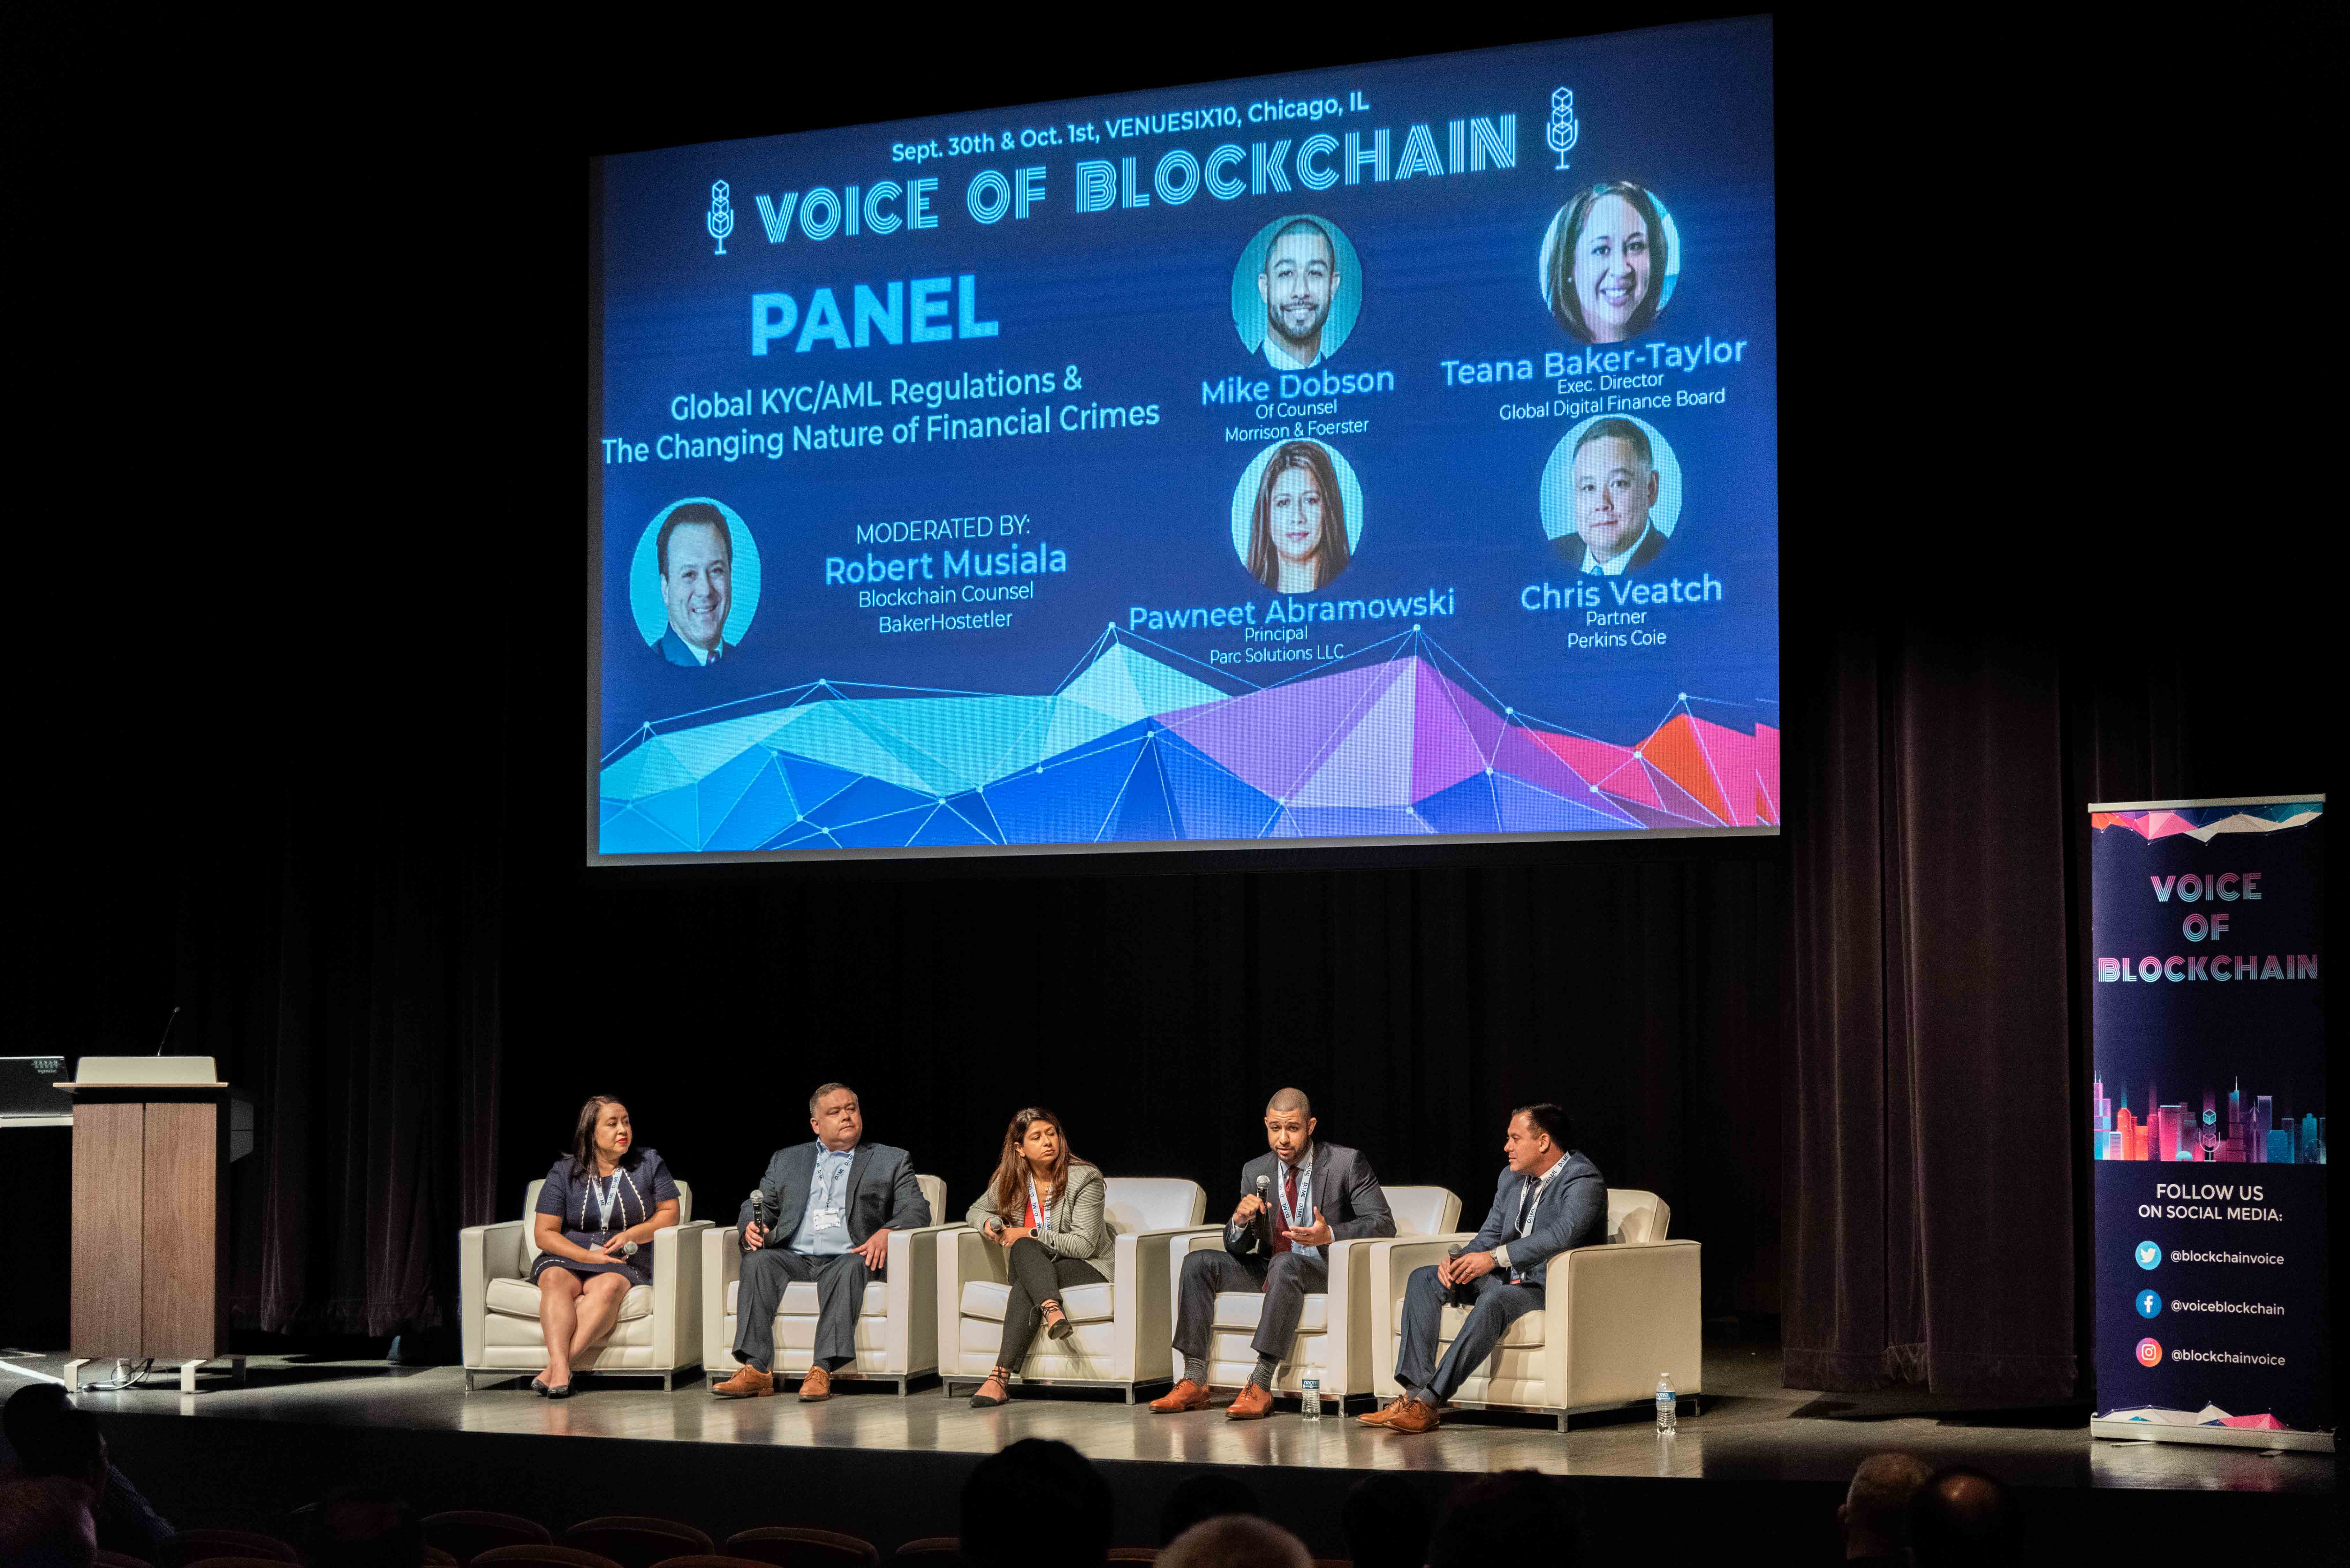 Sept. 30th & Oct. 1st, VENUESIX10, Chicago, IL
VOICE OF BLOCKCHAIN
PANEL
Global KYC/AML Regulations &
The Changing Nature of Financial Crimes
MODERATED BY:
Robert Musiala
Blockchain Counsel
BakerHostetler
Mike Dobson
Of Counsel
Morrison & Foerster
Teana Baker-Taylor
Exec. Director
Global Digital Finance Board
Pawneet Abramowski
Principal
Parc Solutions LLC
Chris Veatch
Partner
Perkins Coie
VOICE
OF
BLOCKCHAIN
FOLLOW US
ON SOCIAL MEDIA:
@blockchainvoice
@voiceblockchain
@blockchainvoice